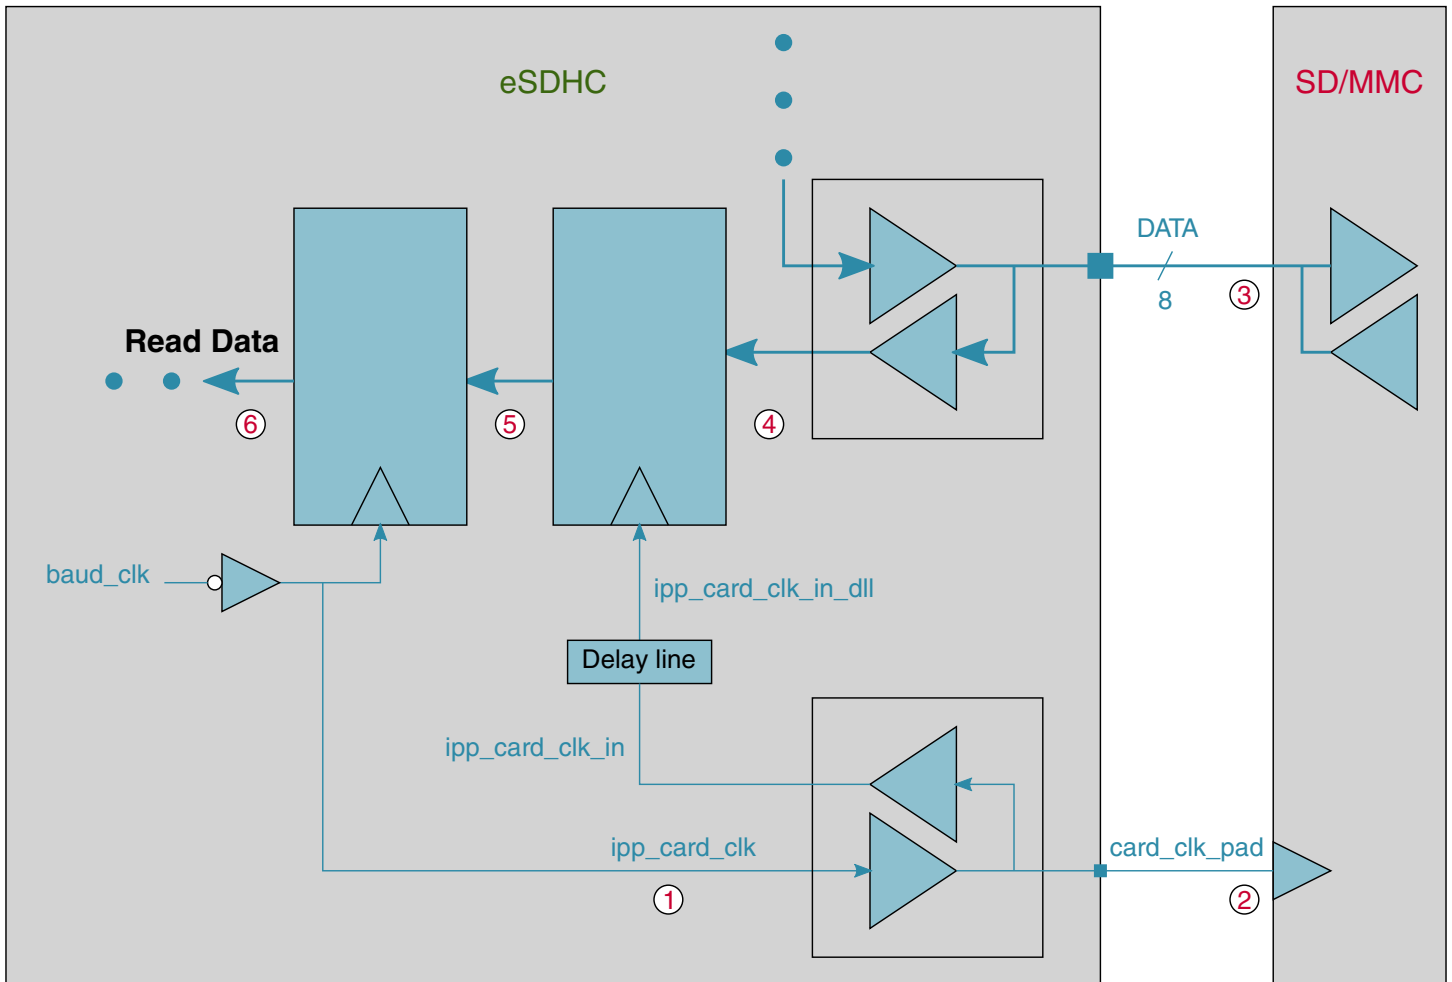 eSDHC
SD/MMC
DATA
8
3
Read Data
6
5
4
baud_clk
ipp_card_clk_in_dll
Delay line
ipp_card_clk_in
ipp_card_clk
card_clk_pad
1
2